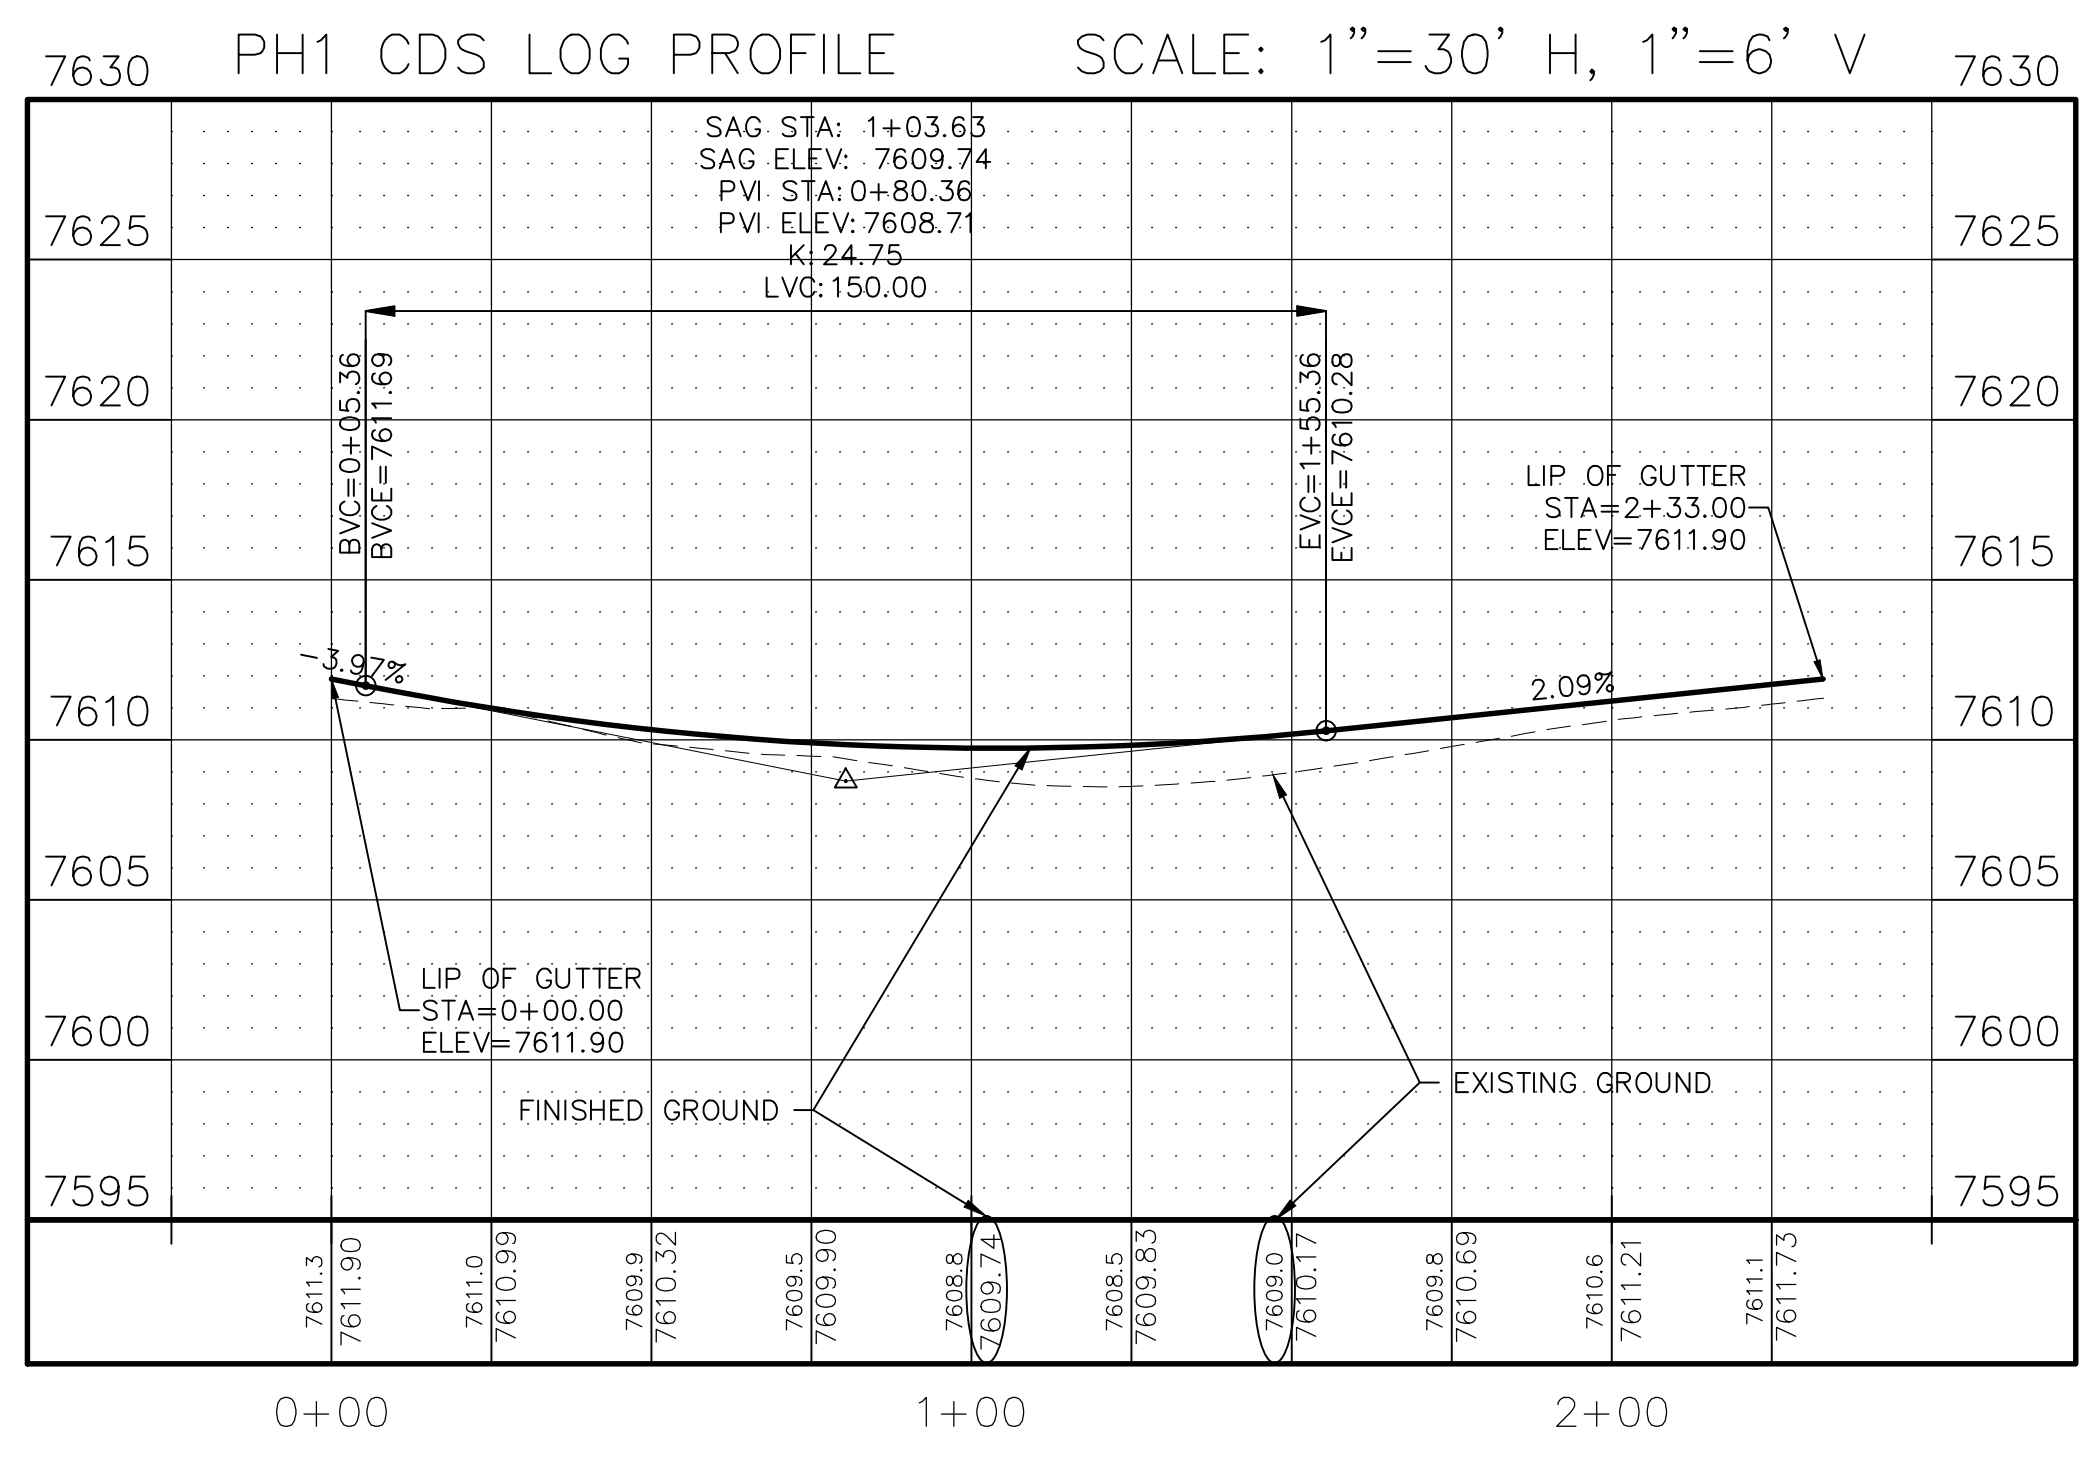 PH1 CDS LOG PROFILE SCALE: 1"=30' H, 1"=6' V
7630 7630
SAG STA: 1+03.63
SAG ELEV: 7609.74
PVI STA: 0+80.36
PVI ELEV: 7608.71
K: 24.75
LVC: 150.00
7625 7625
BVC=0+05.36
BVCE=7611.69
EVC=1+55.36
EVCE=7610.28
7620 7620
LIP OF GUTTER
STA=2+33.00
ELEV=7611.90
7615 7615
-3.97%
2.09%
7610 7610
7605 7605
LIP OF GUTTER
STA=0+00.00
ELEV=7611.90
7600 7600
EXISTING GROUND
FINISHED GROUND
7595 7595
7611.3
7611.90
7611.0
7610.99
7609.9
7610.32
7609.5
7609.90
7608.8
7609.74
7608.5
7609.83
7609.0
7610.17
7609.8
7610.69
7610.6
7611.21
7611.1
7611.73
0+00 1+00 2+00